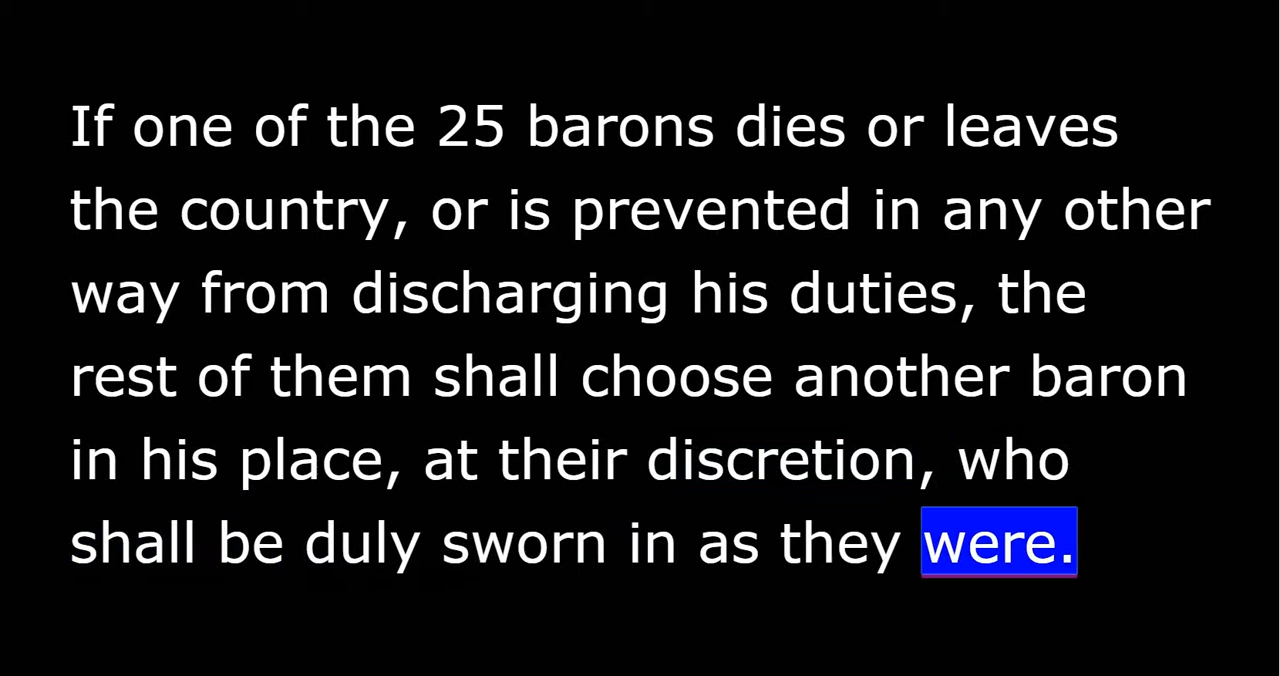 If one of the 25 barons dies or leaves
the country, or is prevented in any other
way from discharging his duties, the
rest of them shall choose another baron
in his place, at their discretion, who
shall be duly sworn in as they were.